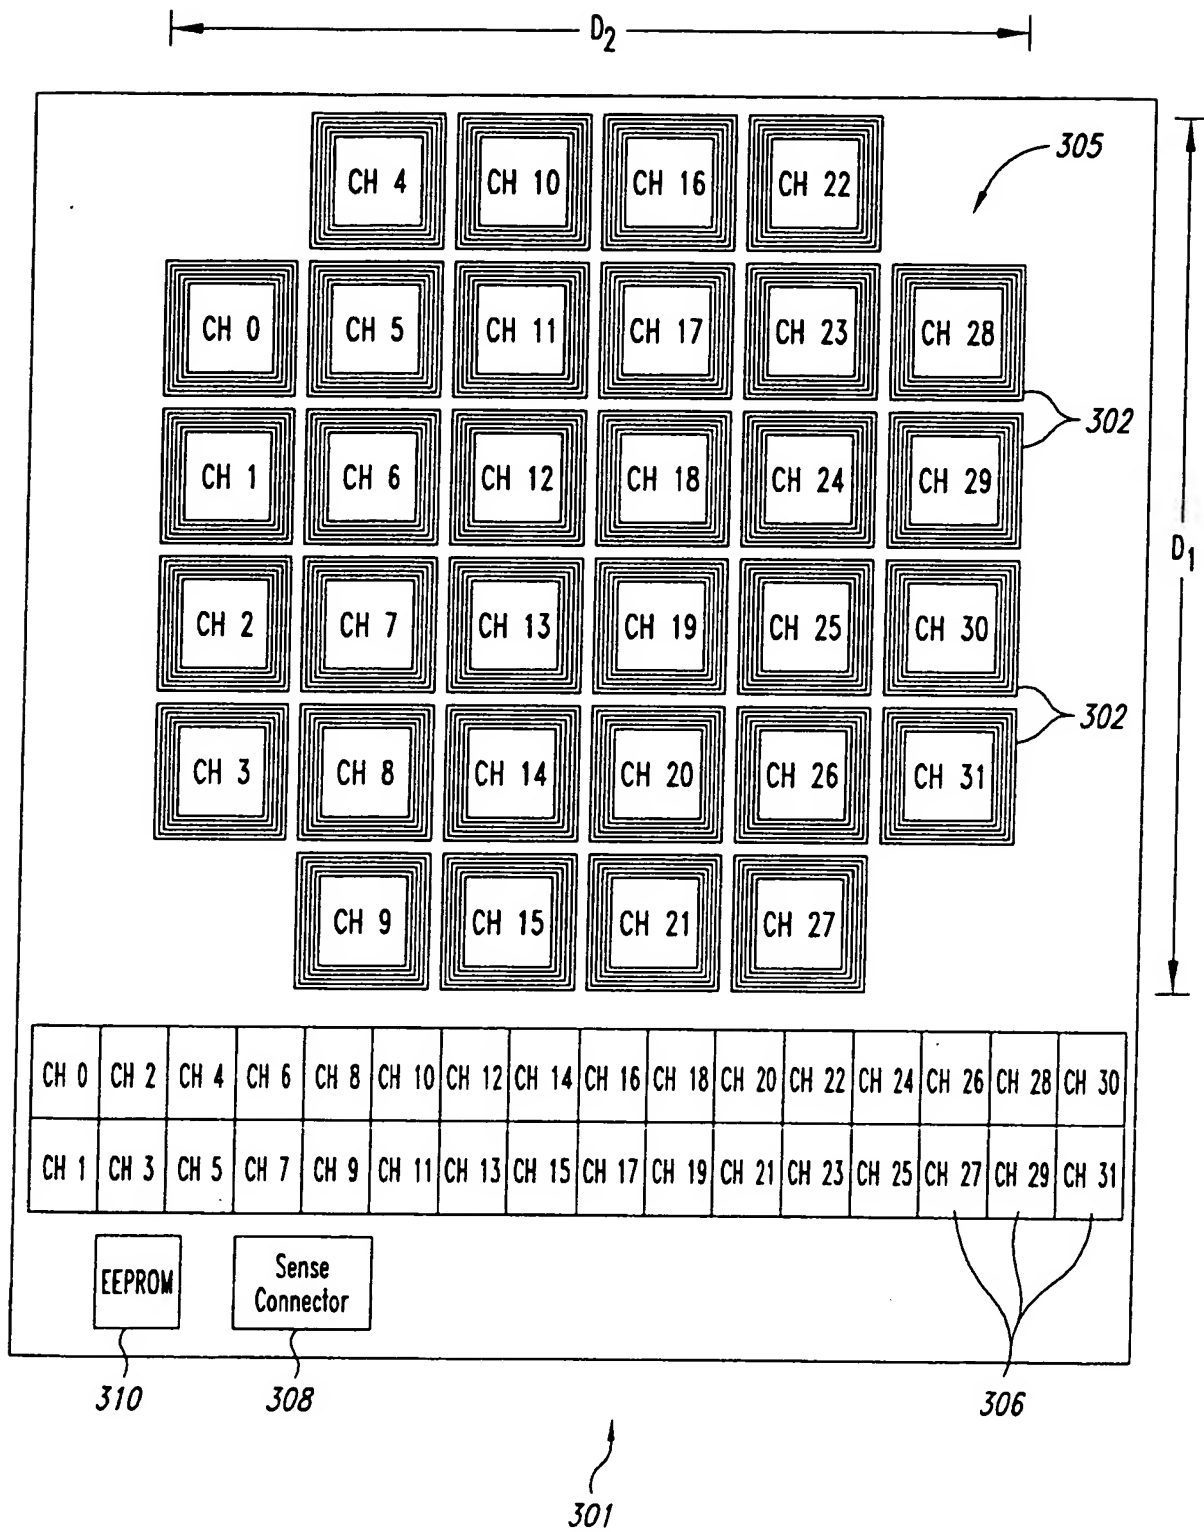 D2
305
CH 4 CH 10 CH 16 CH 22
CH 0 CH 5 CH 11 CH 17 CH 23 CH 28
302
CH 1 CH 6 CH 12 CH 18 CH 24 CH 29
D1
CH 2 CH 7 CH 13 CH 19 CH 25 CH 30
302
CH 3 CH 8 CH 14 CH 20 CH 26 CH 31
CH 9 CH 15 CH 21 CH 27
CH 0 CH 2 CH 4 CH 6 CH 8 CH 10 CH 12 CH 14 CH 16 CH 18 CH 20 CH 22 CH 24 CH 26 CH 28 CH 30
CH 1 CH 3 CH 5 CH 7 CH 9 CH 11 CH 13 CH 15 CH 17 CH 19 CH 21 CH 23 CH 25 CH 27 CH 29 CH 31
EEPROM
Sense
Connector
310
308
306
301